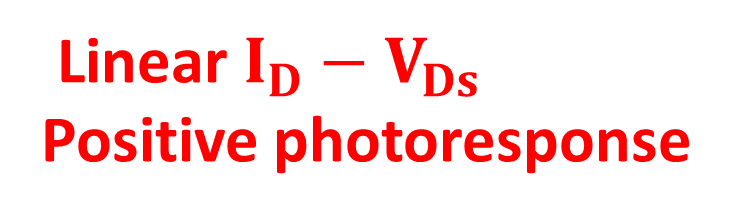 Linear I_D − V_Ds
Positive photoresponse